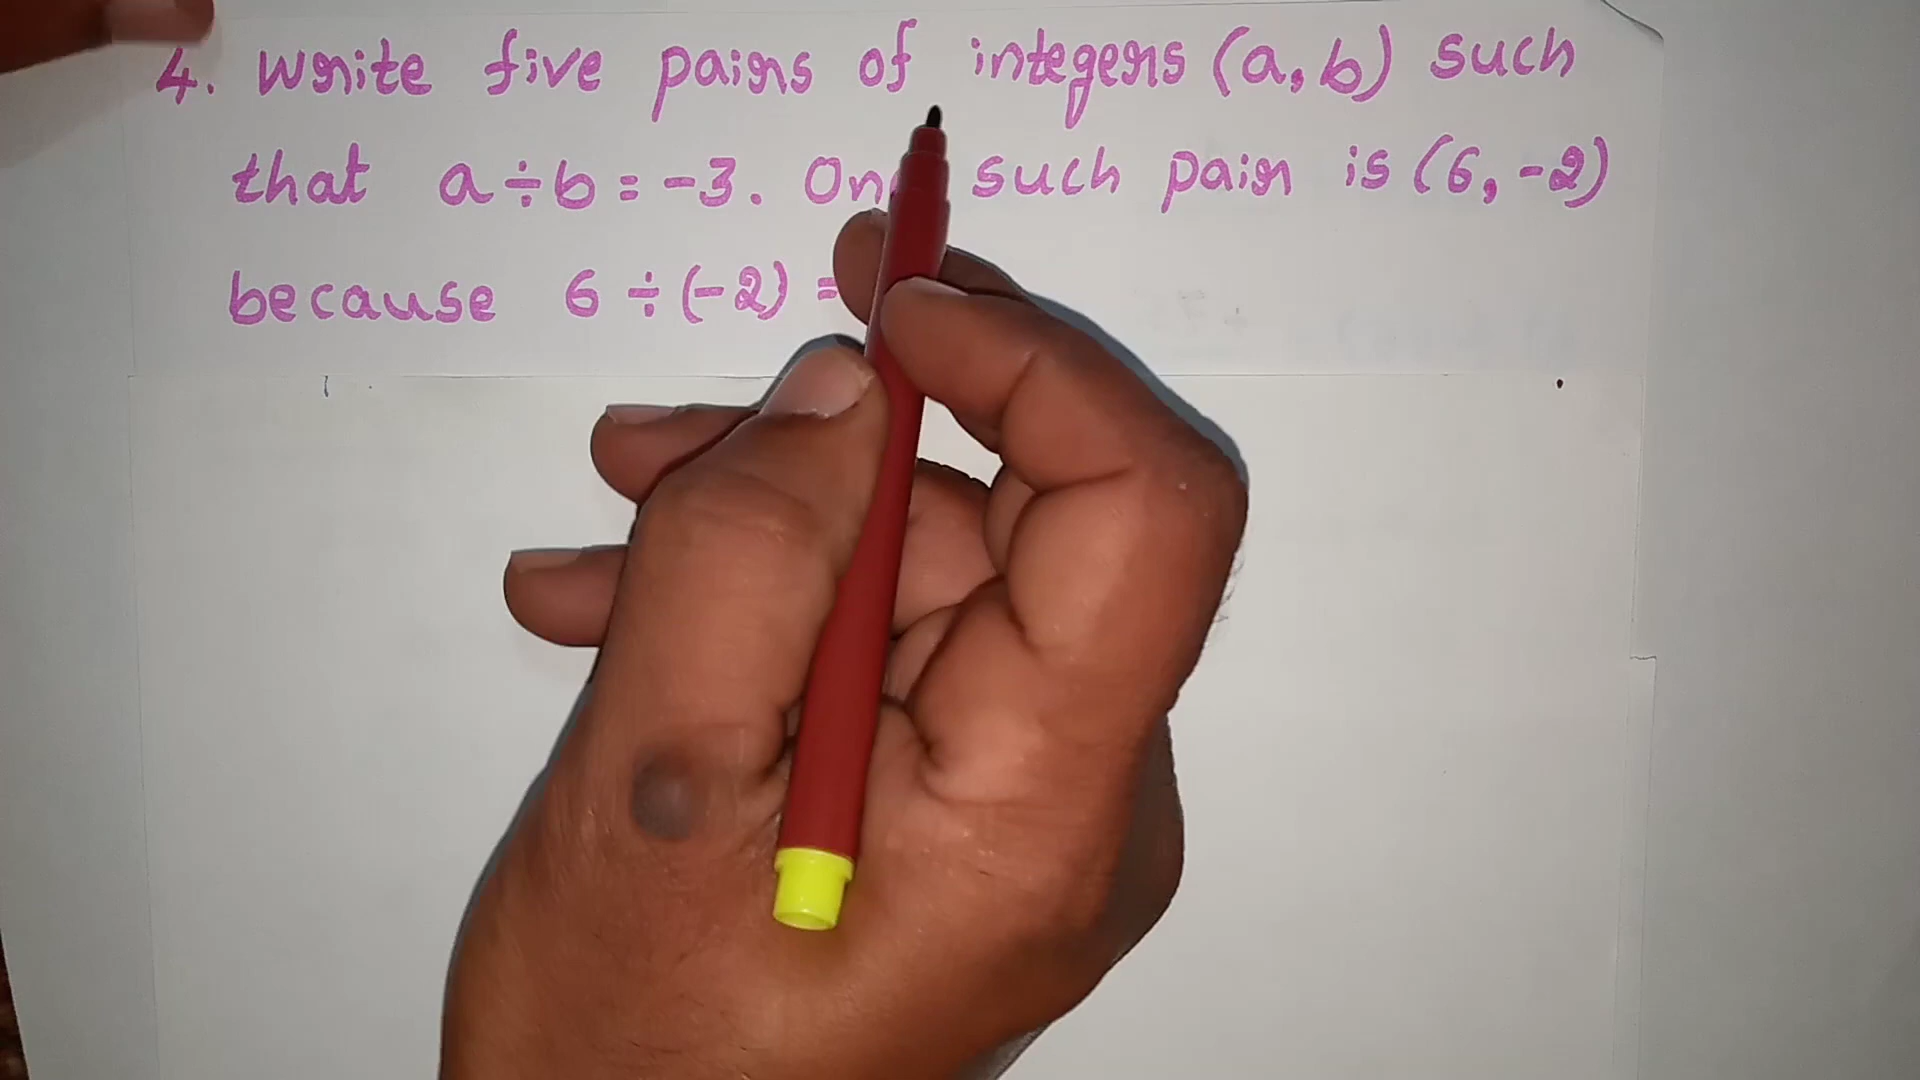 4. Write five pairs of integers (a, b) such
that a ÷ b = -3. One such pair is (6, -2)
because 6 ÷ (-2) =